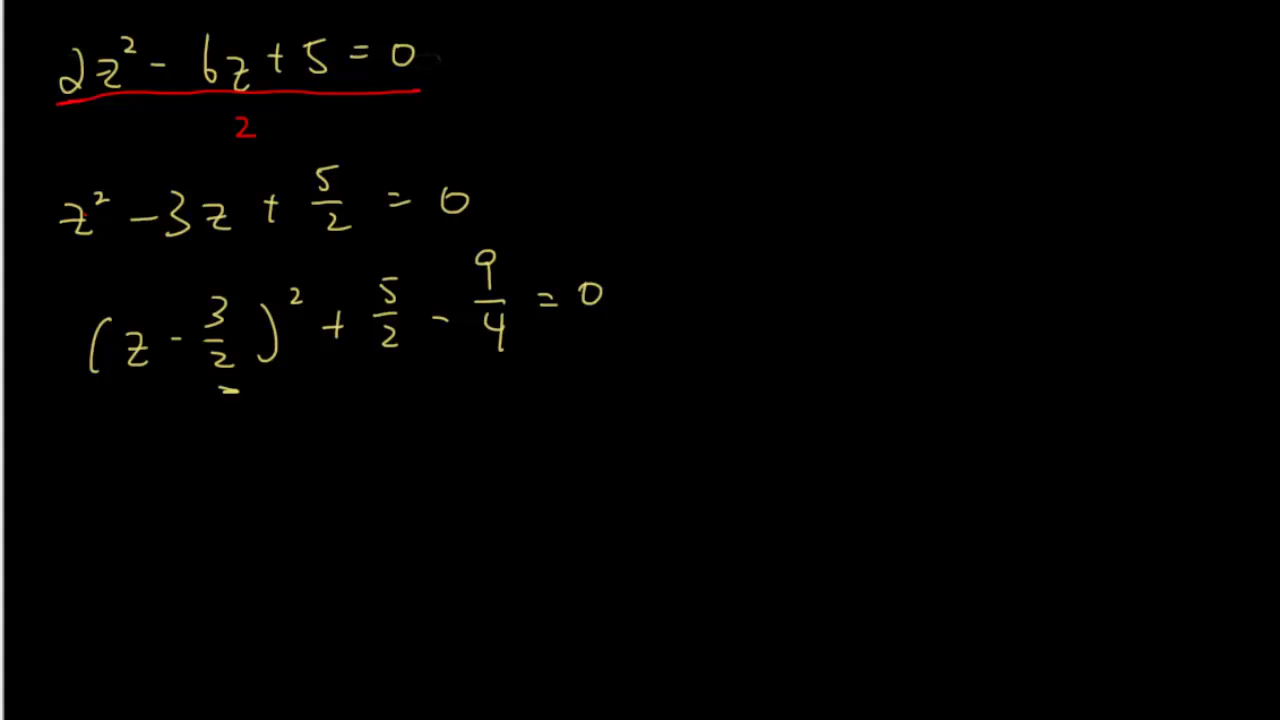 2z² - 6z + 5 = 0
2
z² - 3z + 5/2 = 0
(z - 3/2)² + 5/2 - 9/4 = 0